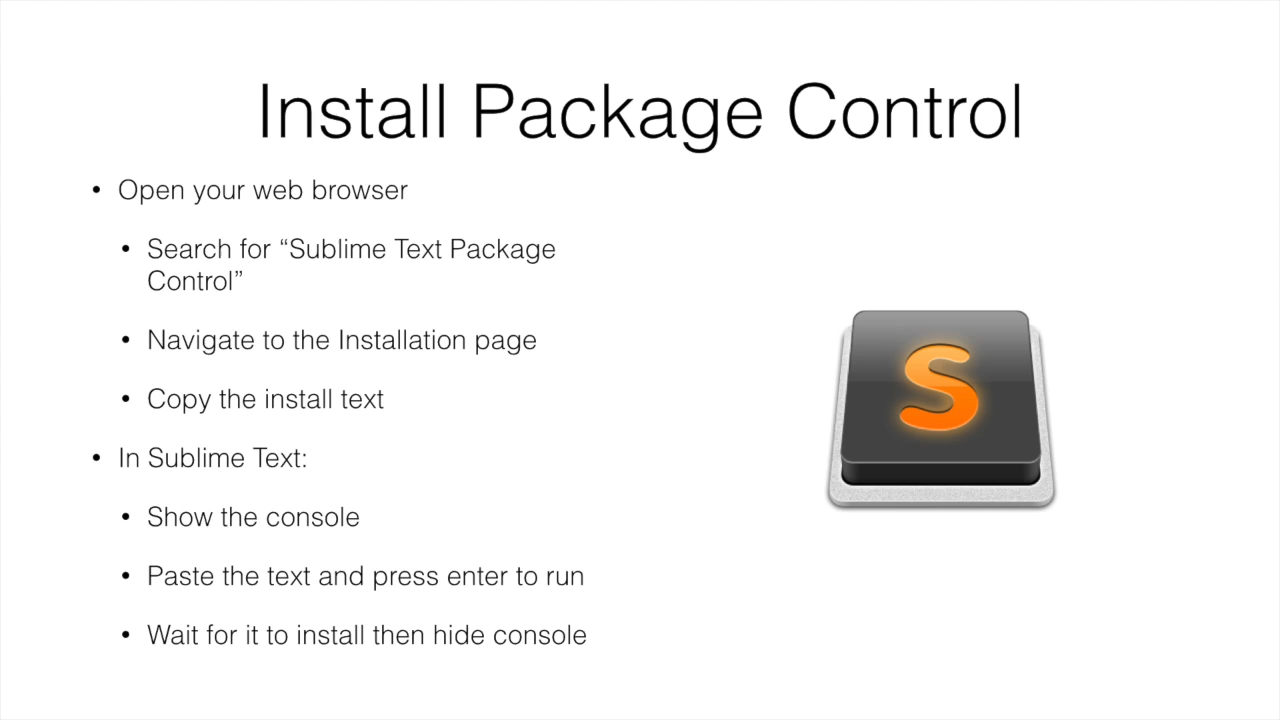 Install Package Control
• Open your web browser
• Search for “Sublime Text Package
Control”
• Navigate to the Installation page
• Copy the install text
• In Sublime Text:
• Show the console
• Paste the text and press enter to run
• Wait for it to install then hide console
S